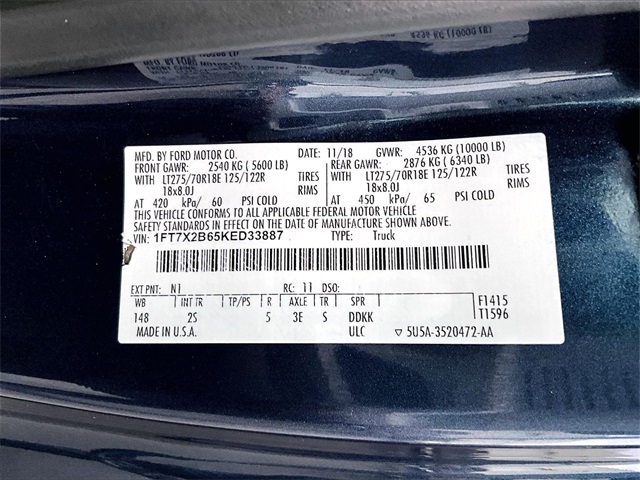 MFD. BY FORD MOTOR CO. DATE: 11/18 GVWR: 4536 KG (10000 LB)
FRONT GAWR: 2540 KG ( 5600 LB) REAR GAWR: 2876 KG ( 6340 LB)
WITH LT275/70R18E 125/122R TIRES WITH LT275/70R18E 125/122R TIRES
18x8.0J RIMS 18x8.0J RIMS
AT 420 kPa/ 60 PSI COLD AT 450 kPa/ 65 PSI COLD
THIS VEHICLE CONFORMS TO ALL APPLICABLE FEDERAL MOTOR VEHICLE
SAFETY STANDARDS IN EFFECT ON THE DATE OF MANUFACTURE SHOWN ABOVE.
VIN: 1FT7X2B65KED33887 TYPE: Truck
EXT PNT: N1 RC: 11 DSO:
WB INT TR TP/PS R AXLE TR SPR F1415
148 2S 5 3E S DDKK T1596
MADE IN U.S.A. ULC ▽ 5U5A-3520472-AA